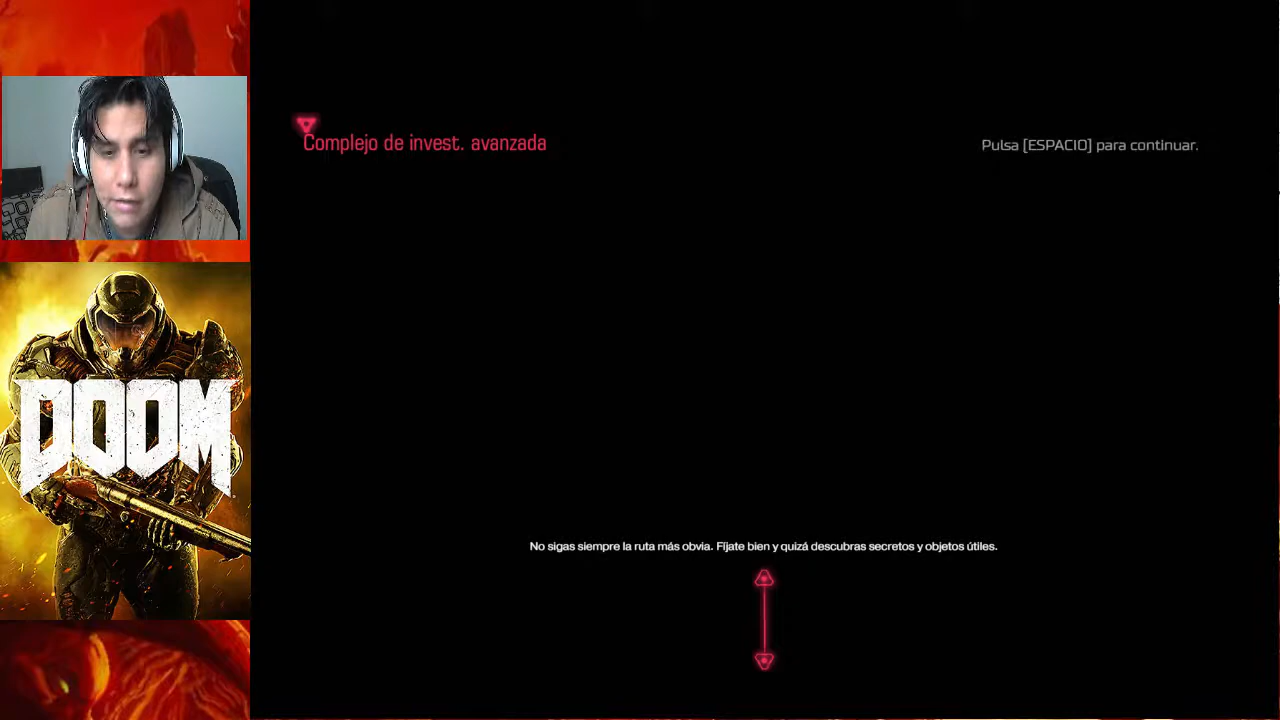 Complejo de invest. avanzada
Pulsa [ESPACIO] para continuar.
DOOM
No sigas siempre la ruta más obvia. Fíjate bien y quizá descubras secretos y objetos útiles.